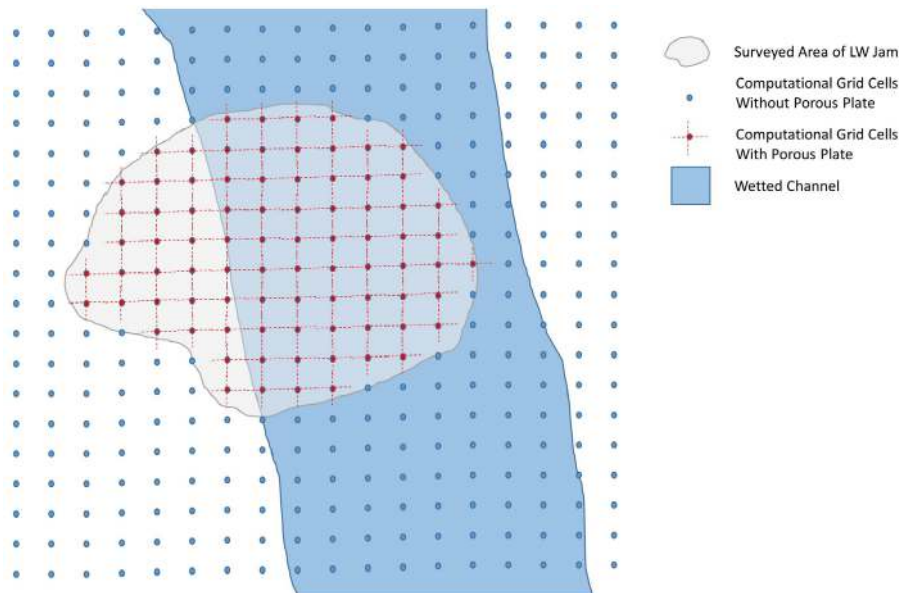 Surveyed Area of LW Jam
Computational Grid Cells
Without Porous Plate
Computational Grid Cells
With Porous Plate
Wetted Channel